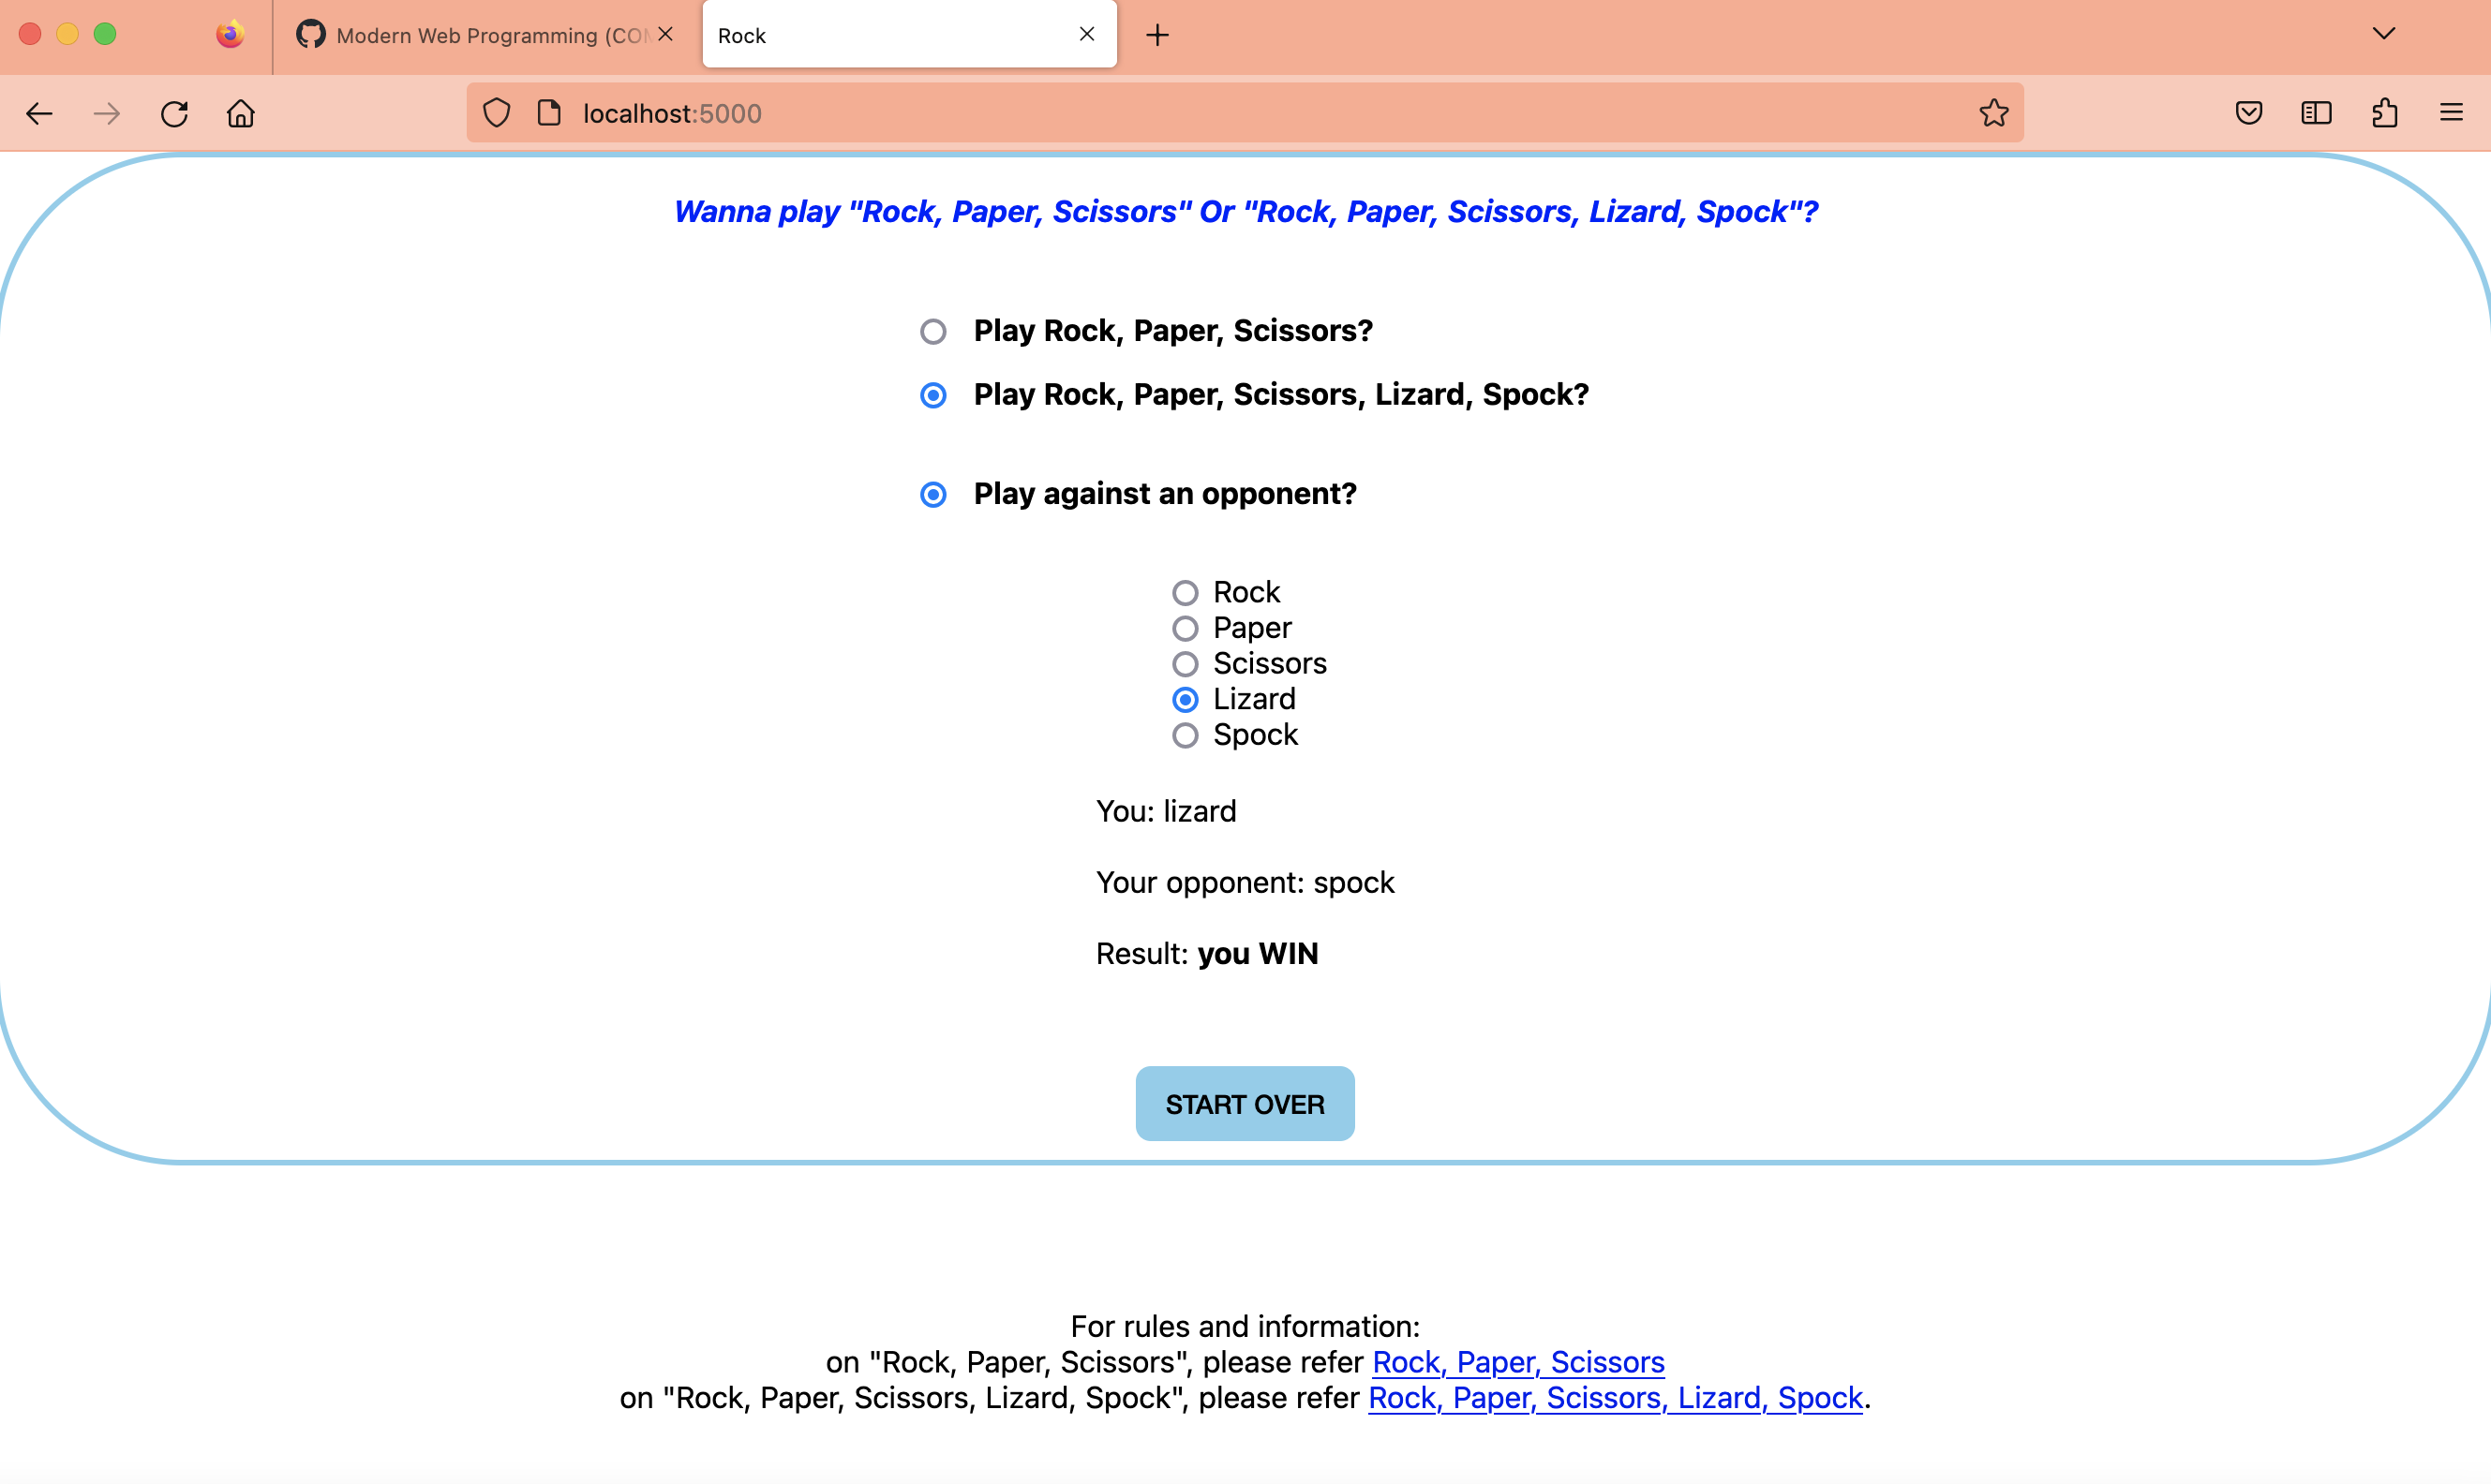 Modern Web Programming (CO
Rock
localhost:5000
Wanna play "Rock, Paper, Scissors" Or "Rock, Paper, Scissors, Lizard, Spock"?
Play Rock, Paper, Scissors?
Play Rock, Paper, Scissors, Lizard, Spock?
Play against an opponent?
Rock
Paper
Scissors
Lizard
Spock
You: lizard
Your opponent: spock
Result: you WIN
START OVER
For rules and information:
on "Rock, Paper, Scissors", please refer Rock, Paper, Scissors
on "Rock, Paper, Scissors, Lizard, Spock", please refer Rock, Paper, Scissors, Lizard, Spock.